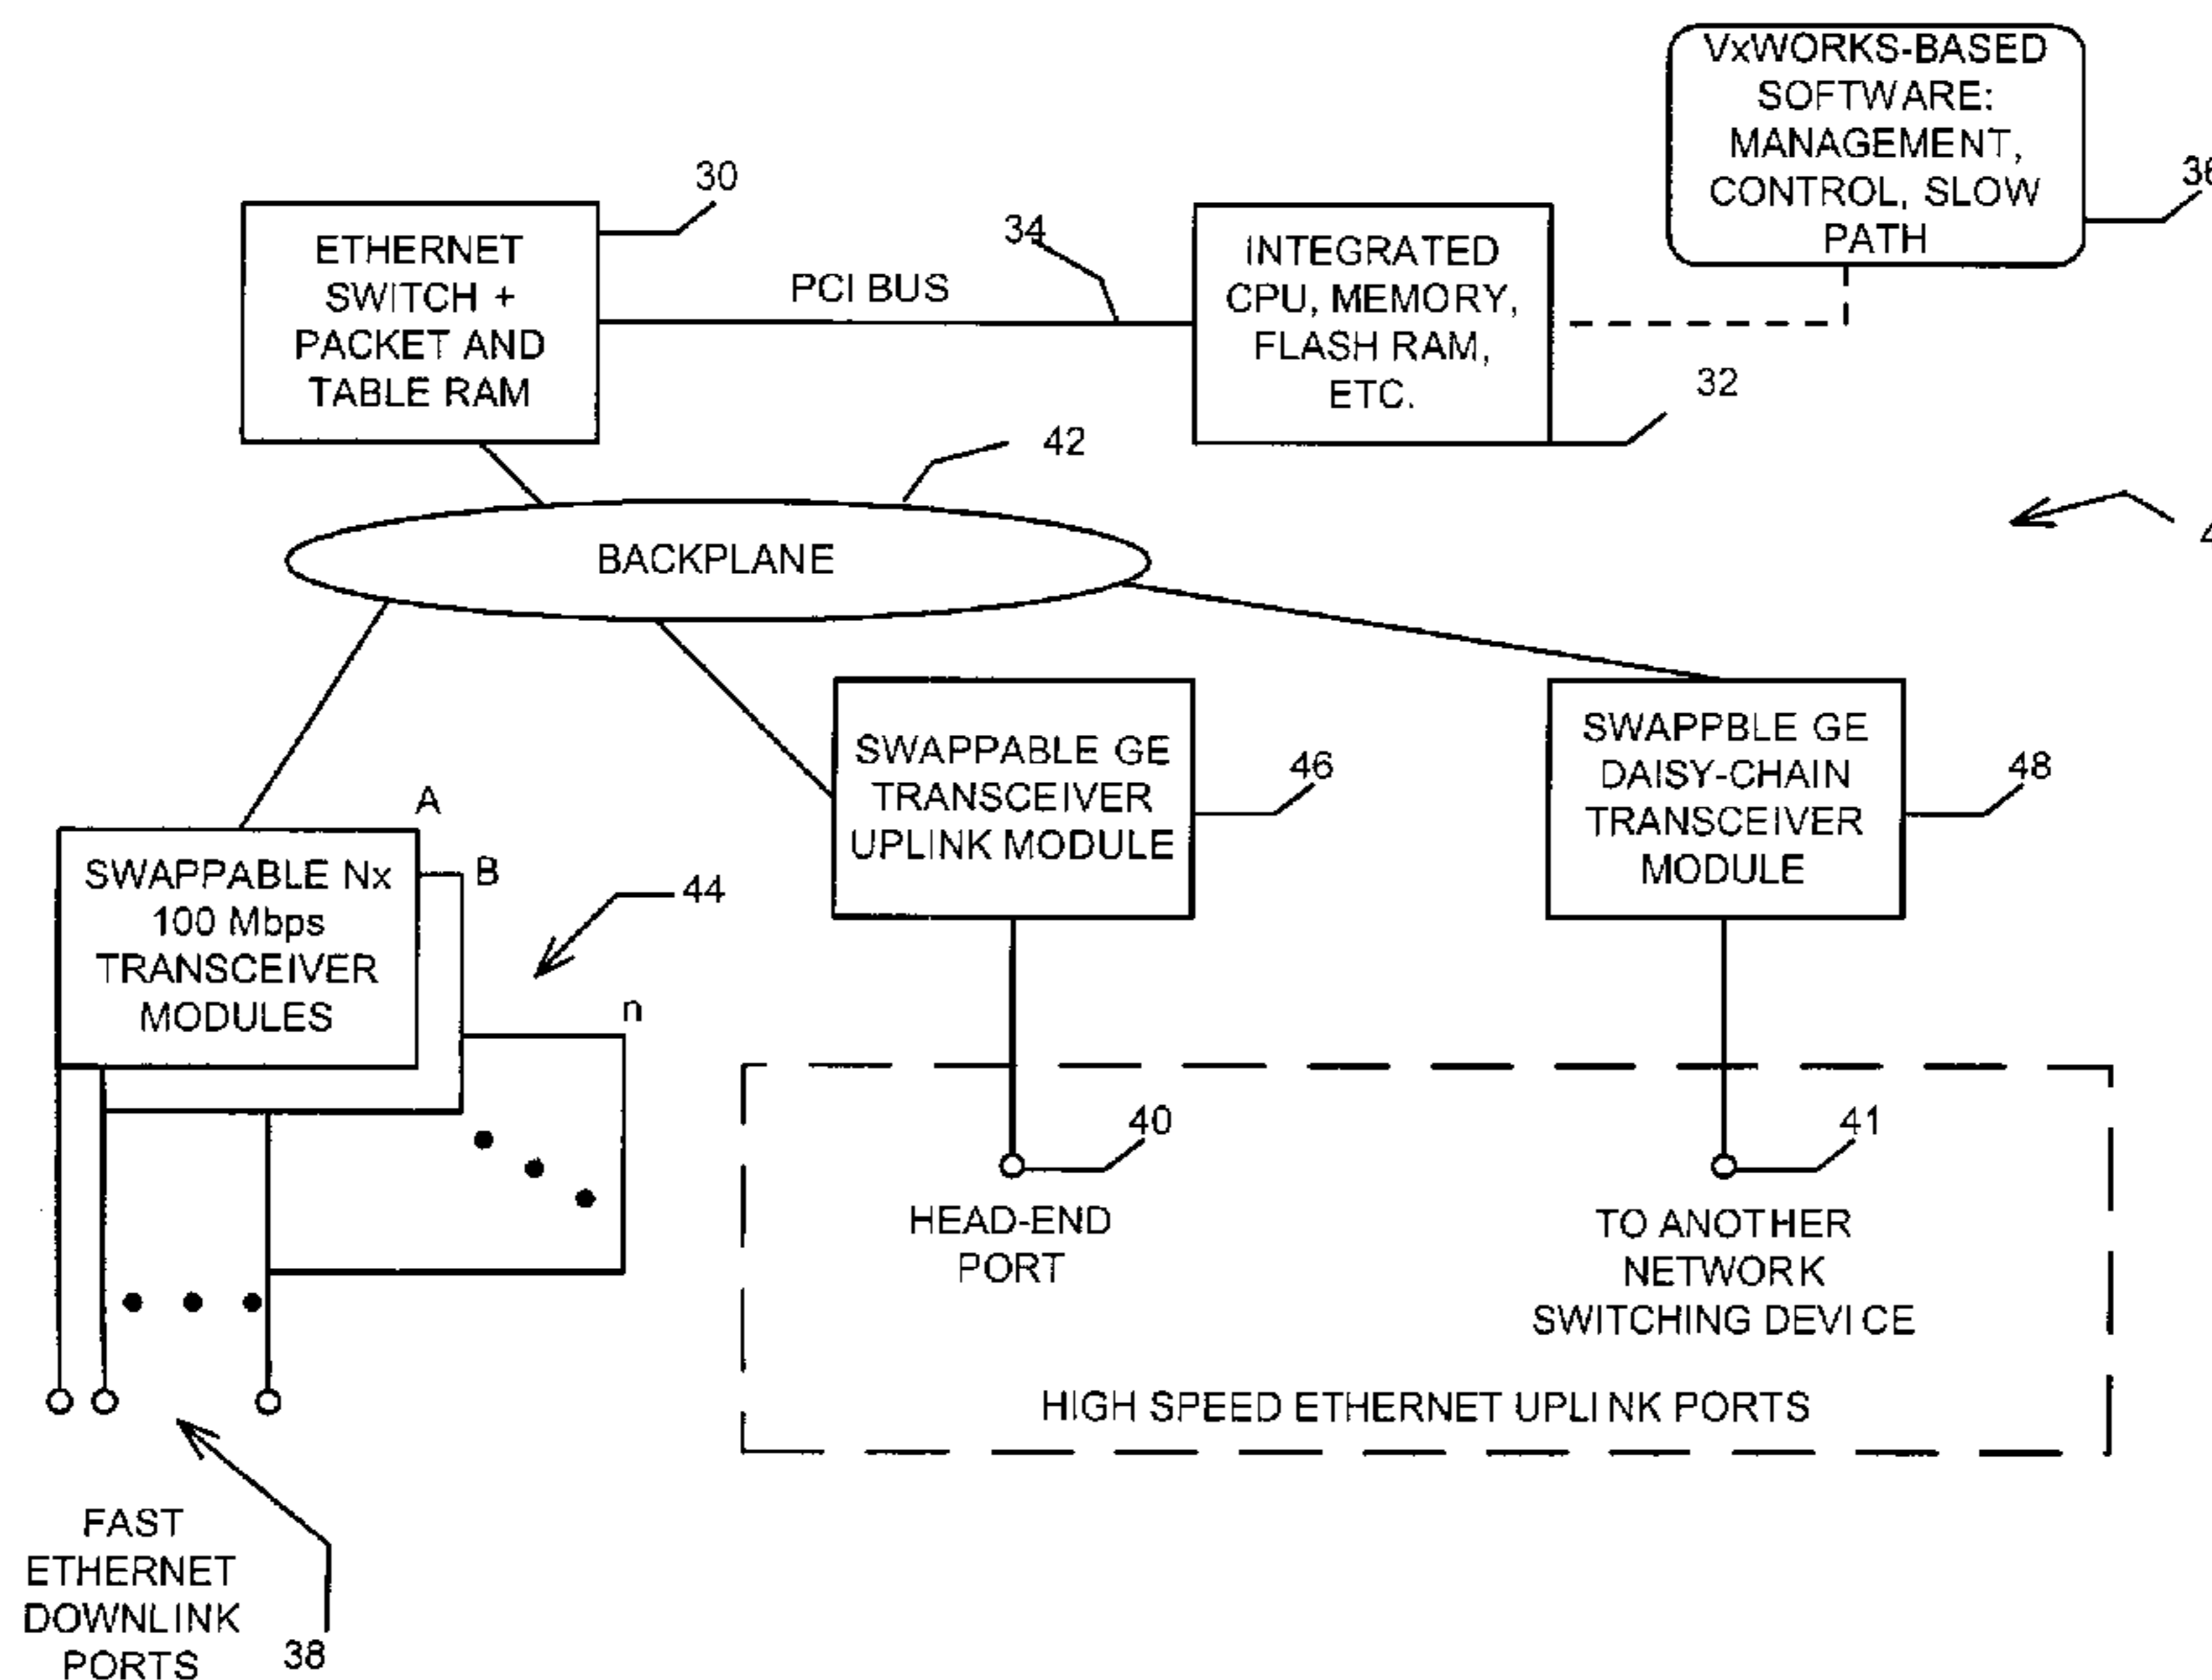 VxWORKS-BASED
SOFTWARE:
MANAGEMENT,
CONTROL, SLOW
PATH
36
30
ETHERNET
SWITCH +
PACKET AND
TABLE RAM
PCI BUS
34
INTEGRATED
CPU, MEMORY,
FLASH RAM,
ETC.
32
42
BACKPLANE
4
SWAPPABLE Nx
100 Mbps
TRANSCEIVER
MODULES
A
B
n
44
SWAPPABLE GE
TRANSCEIVER
UPLINK MODULE
46
SWAPPBLE GE
DAISY-CHAIN
TRANSCEIVER
MODULE
48
40
HEAD-END
PORT
41
TO ANOTHER
NETWORK
SWITCHING DEVICE
HIGH SPEED ETHERNET UPLINK PORTS
FAST
ETHERNET
DOWNLINK
PORTS
38